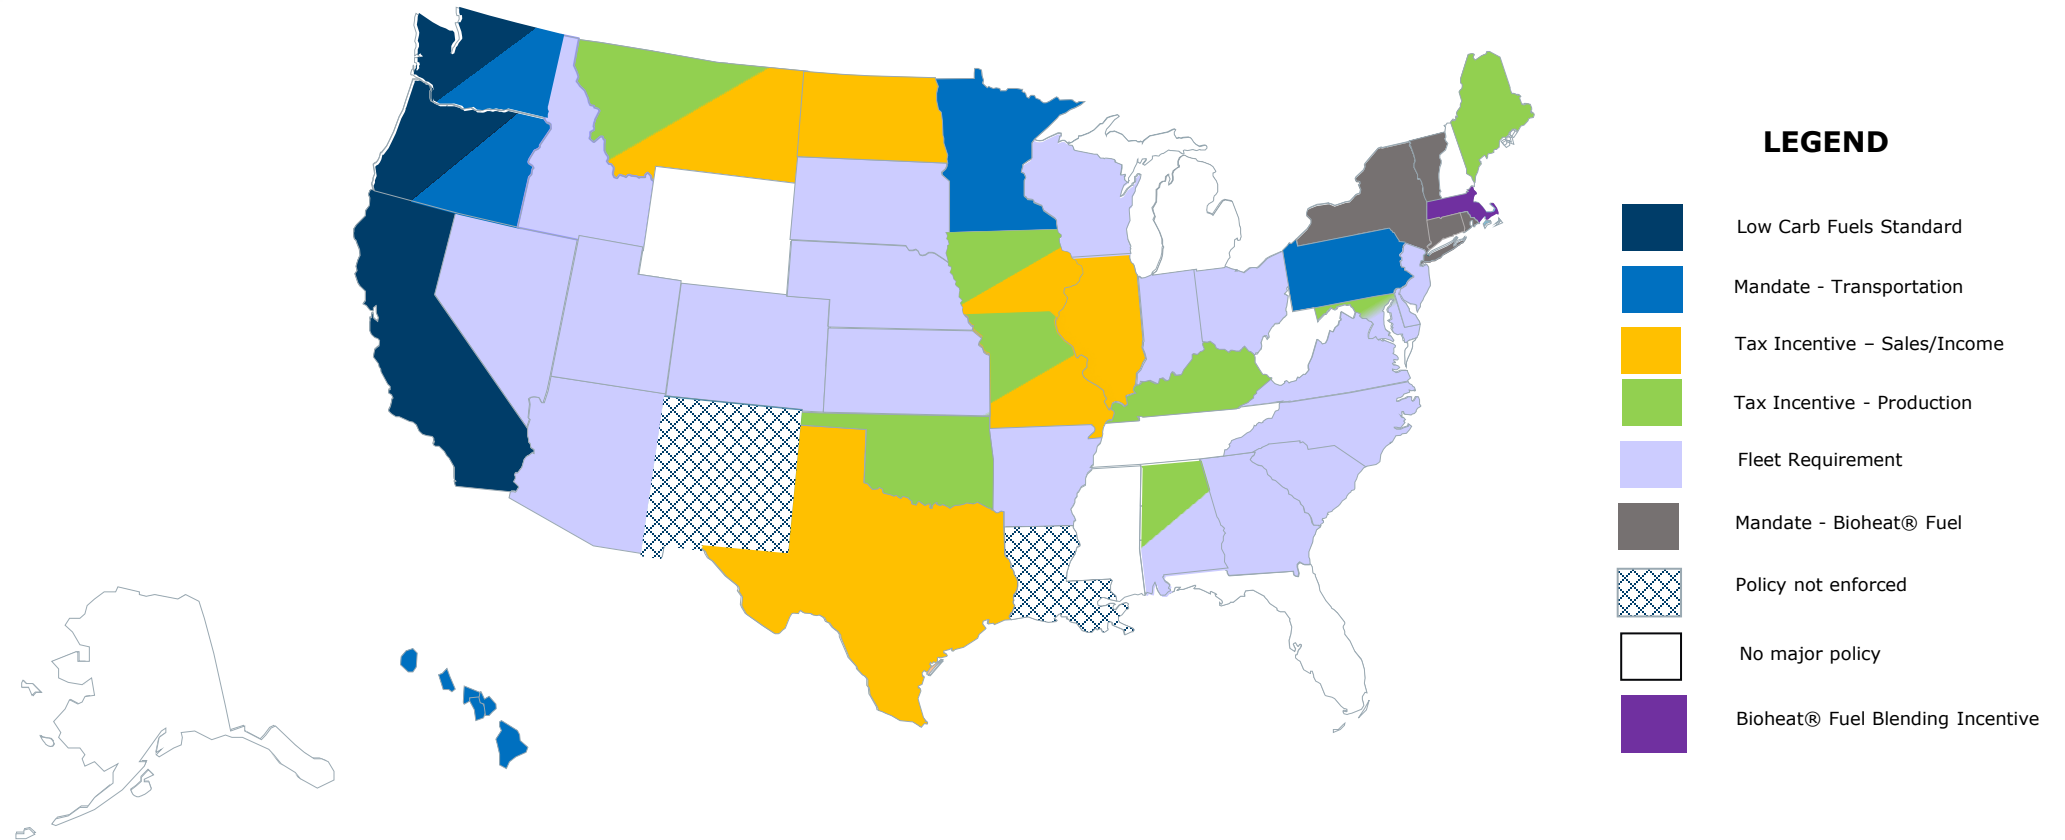 LEGEND
Low Carb Fuels Standard
Mandate - Transportation
Tax Incentive – Sales/Income
Tax Incentive - Production
Fleet Requirement
Mandate - Bioheat® Fuel
Policy not enforced
No major policy
Bioheat® Fuel Blending Incentive